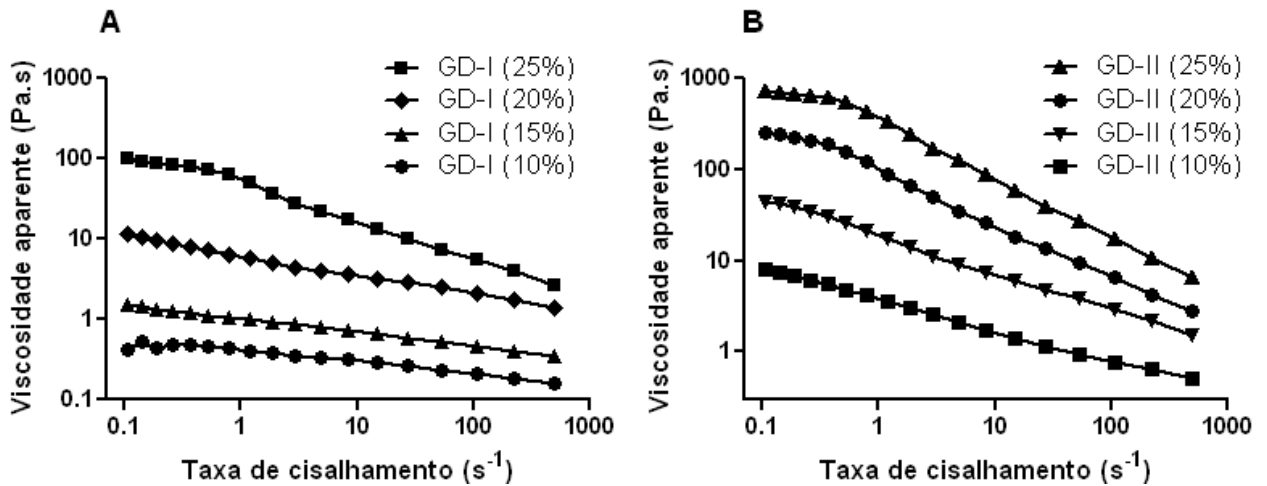 A
GD-I (25%)
GD-I (20%)
GD-I (15%)
GD-I (10%)
Viscosidade aparente (Pa.s)
1000
100
10
1
0.1
0.1 1 10 100 1000
Taxa de cisalhamento (s⁻¹)
B
GD-II (25%)
GD-II (20%)
GD-II (15%)
GD-II (10%)
Viscosidade aparente (Pa.s)
1000
100
10
1
0.1 1 10 100 1000
Taxa de cisalhamento (s⁻¹)